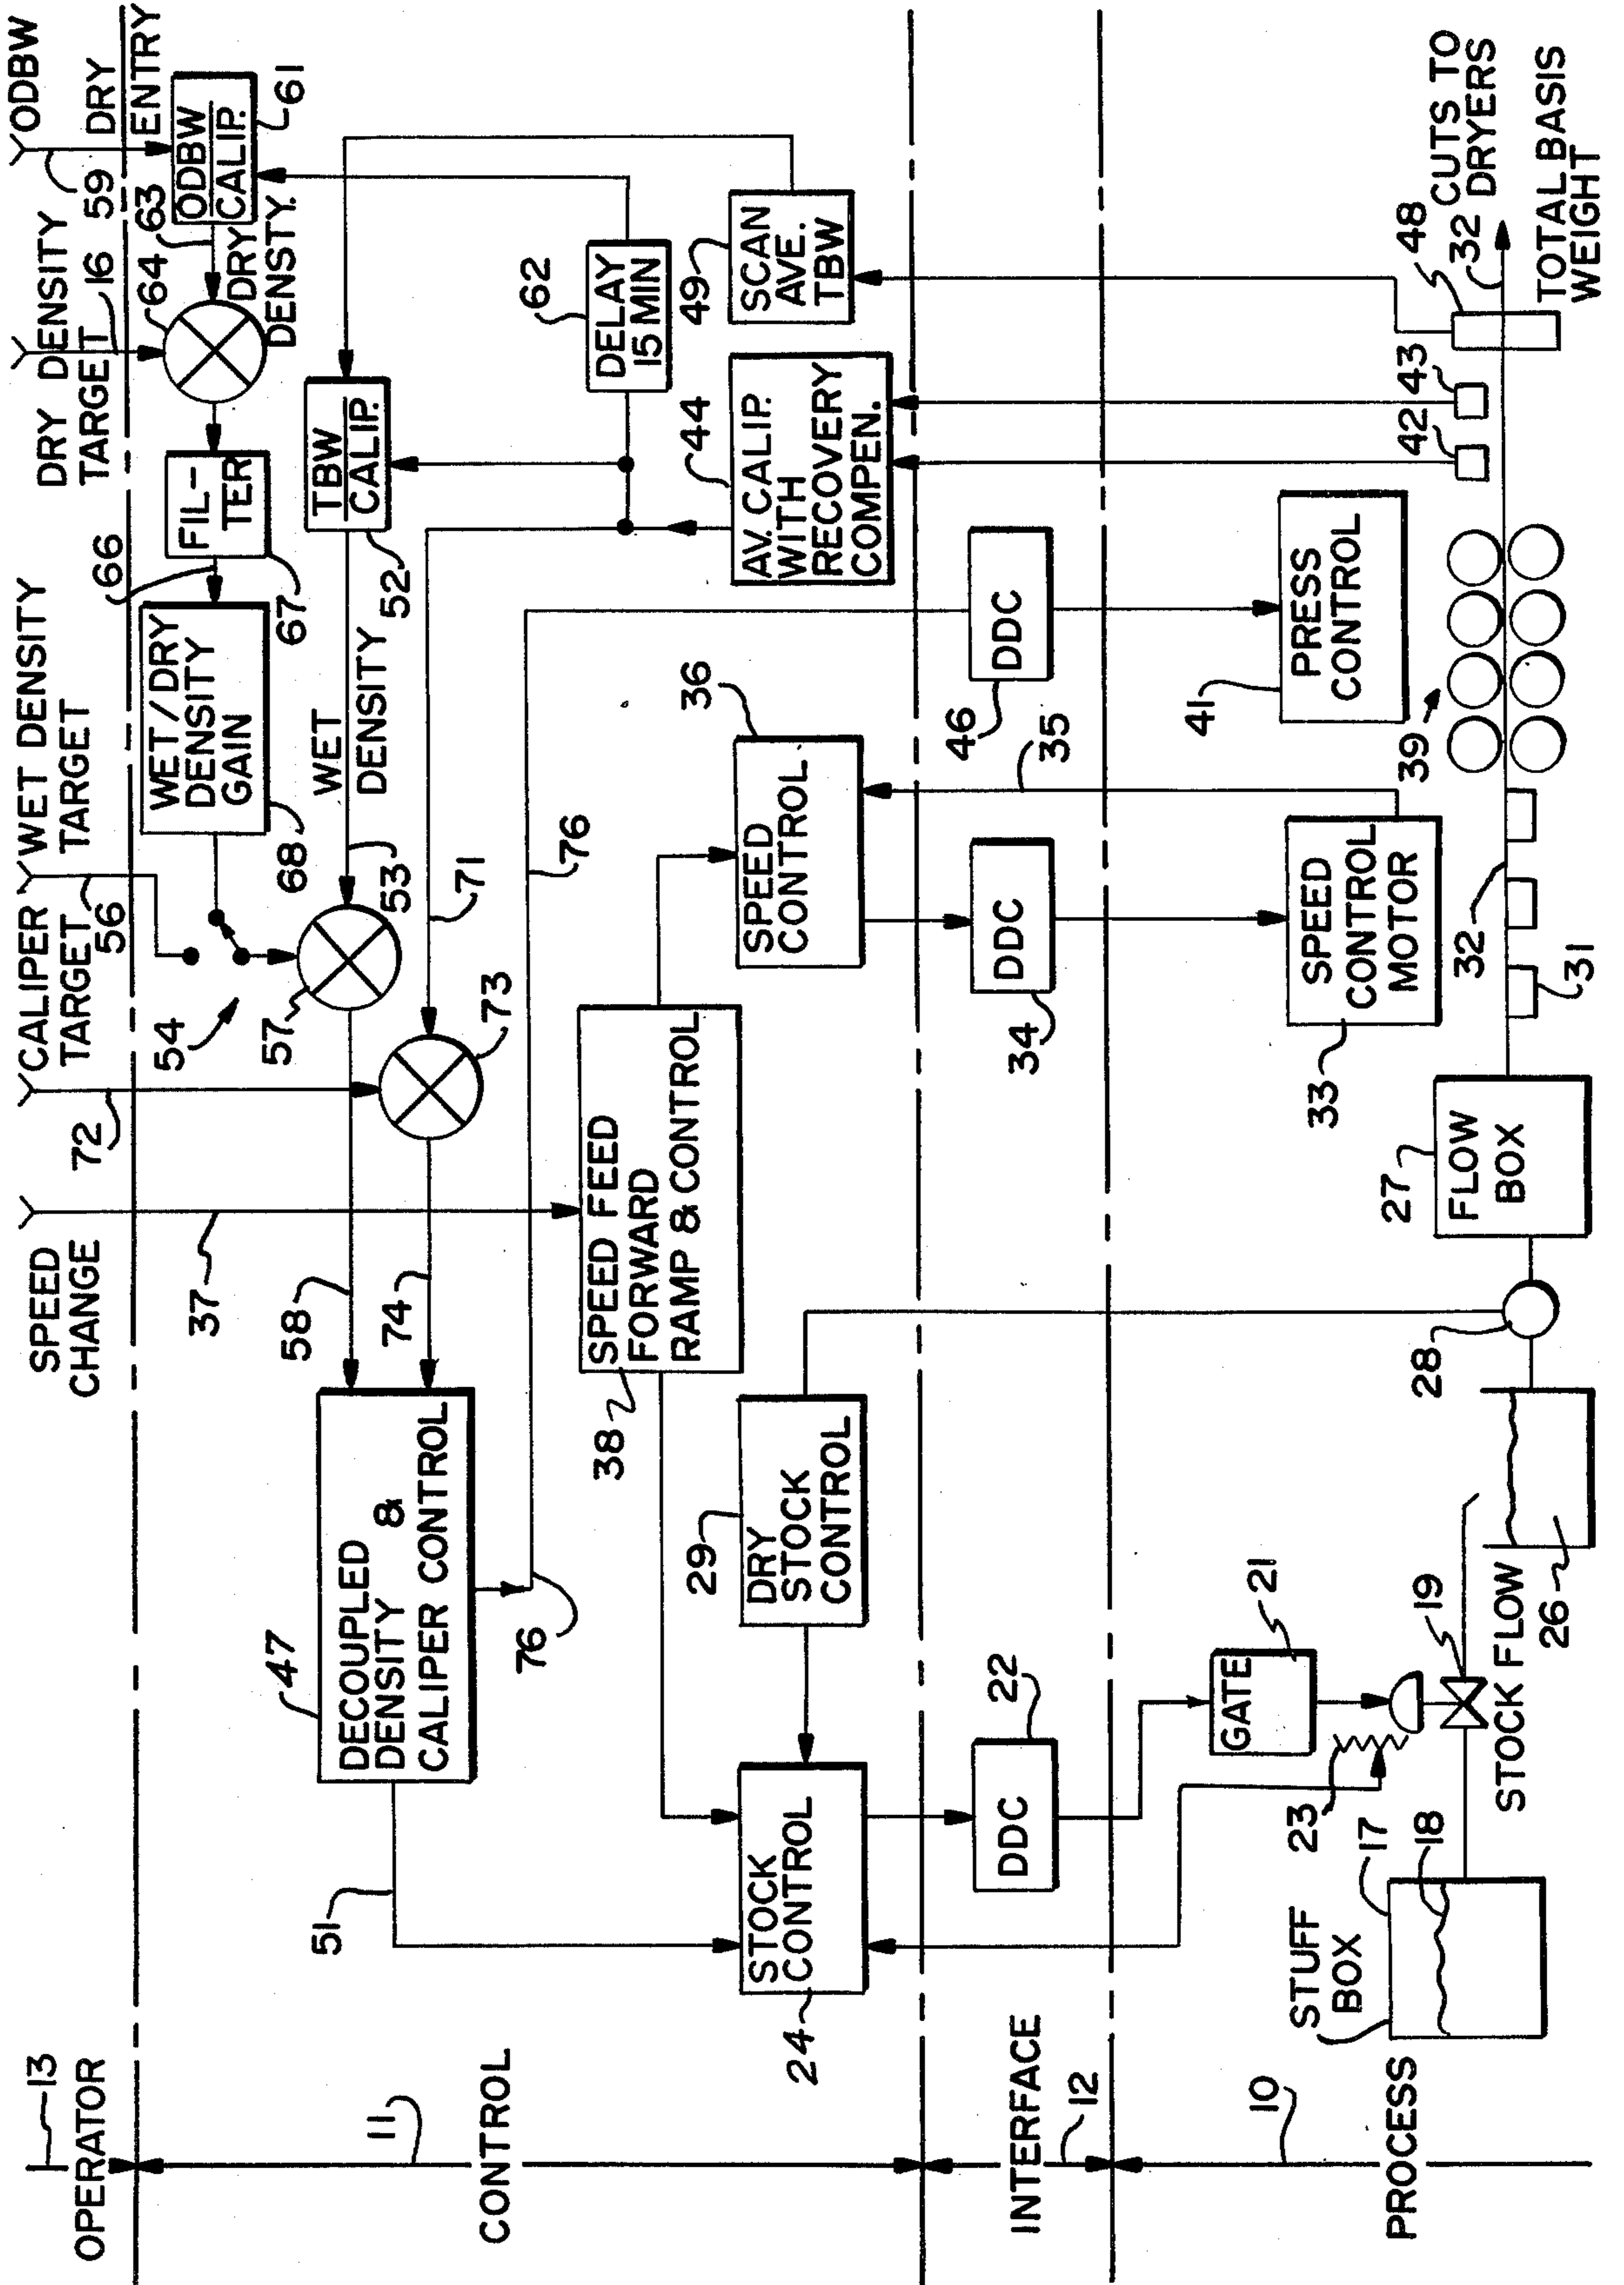 13
OPERATOR
11
CONTROL
INTERFACE
12
10
PROCESS
SPEED
CHANGE
37
72
CALIPER
TARGET
56
WET DENSITY
TARGET
DRY DENSITY
TARGET
16
ODBW
59
DRY
ENTRY
ODBW
CALIP.
61
63
DRY
DENSITY.
64
FIL-
TER
66
67
WET/DRY
DENSITY
GAIN
68
54
57
53
WET
DENSITY
TBW
CALIP.
52
58
74
73
71
47
DECOUPLED
DENSITY &
CALIPER CONTROL
51
76
76
SPEED FEED
FORWARD
RAMP & CONTROL
38
62
DELAY
15 MIN
49
SCAN
AVE.
TBW
44
AV. CALIP.
WITH
RECOVERY
COMPEN.
36
SPEED
CONTROL
29
DRY
STOCK
CONTROL
STOCK
CONTROL
24
22
DDC
34
DDC
46
DDC
35
GATE
21
23
19
STOCK FLOW
STUFF
BOX
17
18
26
28
27
FLOW
BOX
33
SPEED
CONTROL
MOTOR
31
32
39
41
PRESS
CONTROL
42
43
48
32
CUTS TO
DRYERS
TOTAL BASIS
WEIGHT